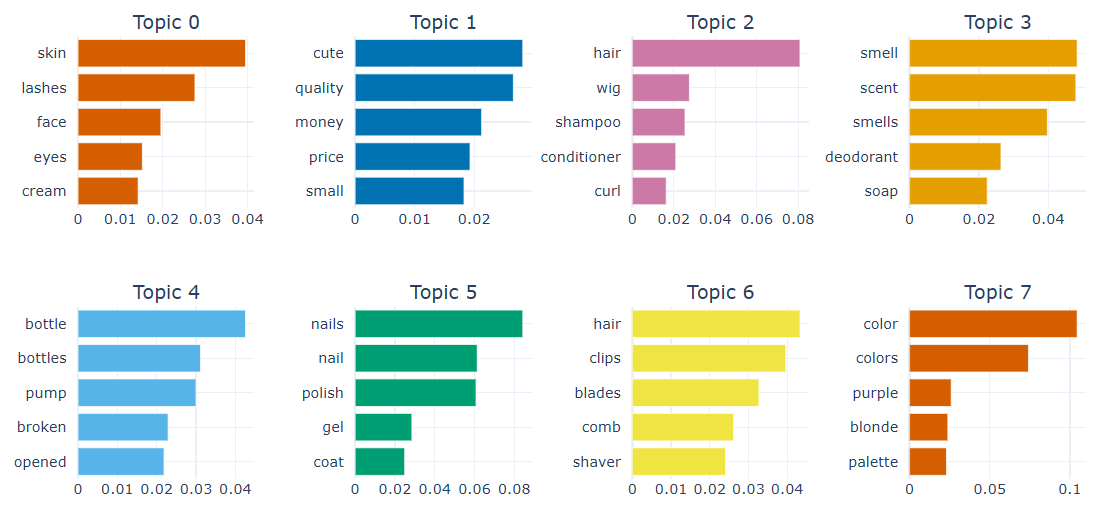 Topic 0
skin
lashes
face
eyes
cream
0 0.01 0.02 0.03 0.04
Topic 1
cute
quality
money
price
small
0 0.01 0.02
Topic 2
hair
wig
shampoo
conditioner
curl
0 0.02 0.04 0.06 0.08
Topic 3
smell
scent
smells
deodorant
soap
0 0.02 0.04
Topic 4
bottle
bottles
pump
broken
opened
0 0.01 0.02 0.03 0.04
Topic 5
nails
nail
polish
gel
coat
0 0.02 0.04 0.06 0.08
Topic 6
hair
clips
blades
comb
shaver
0 0.01 0.02 0.03 0.04
Topic 7
color
colors
purple
blonde
palette
0 0.05 0.1